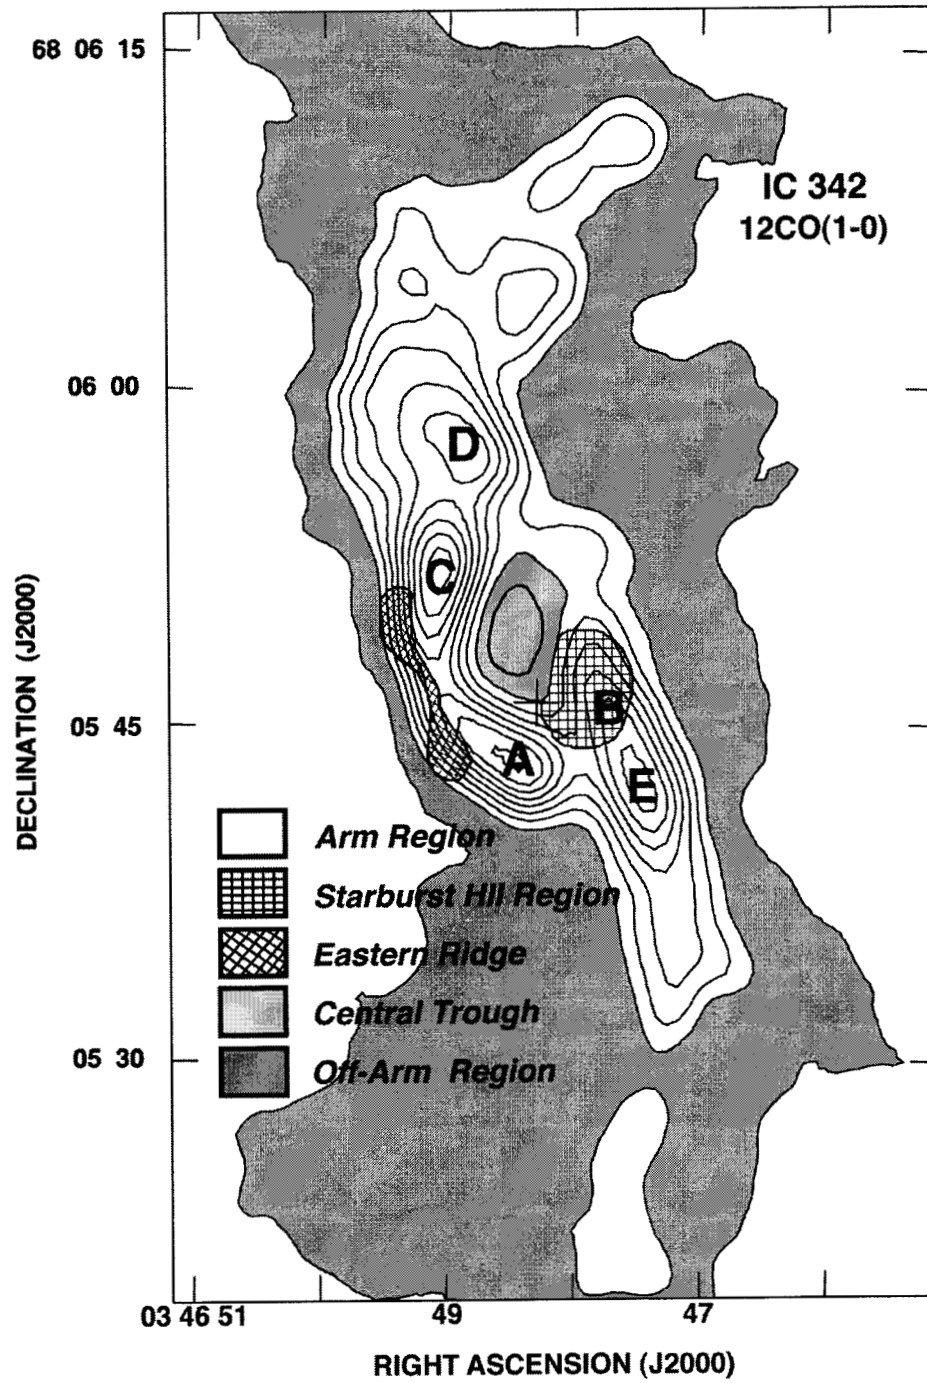 68 06 15
IC 342
12CO(1-0)
06 00
D
C
B
05 45
A
E
DECLINATION (J2000)
Arm Region
Starburst HII Region
Eastern Ridge
Central Trough
05 30
Off-Arm Region
03 46 51
49
47
RIGHT ASCENSION (J2000)